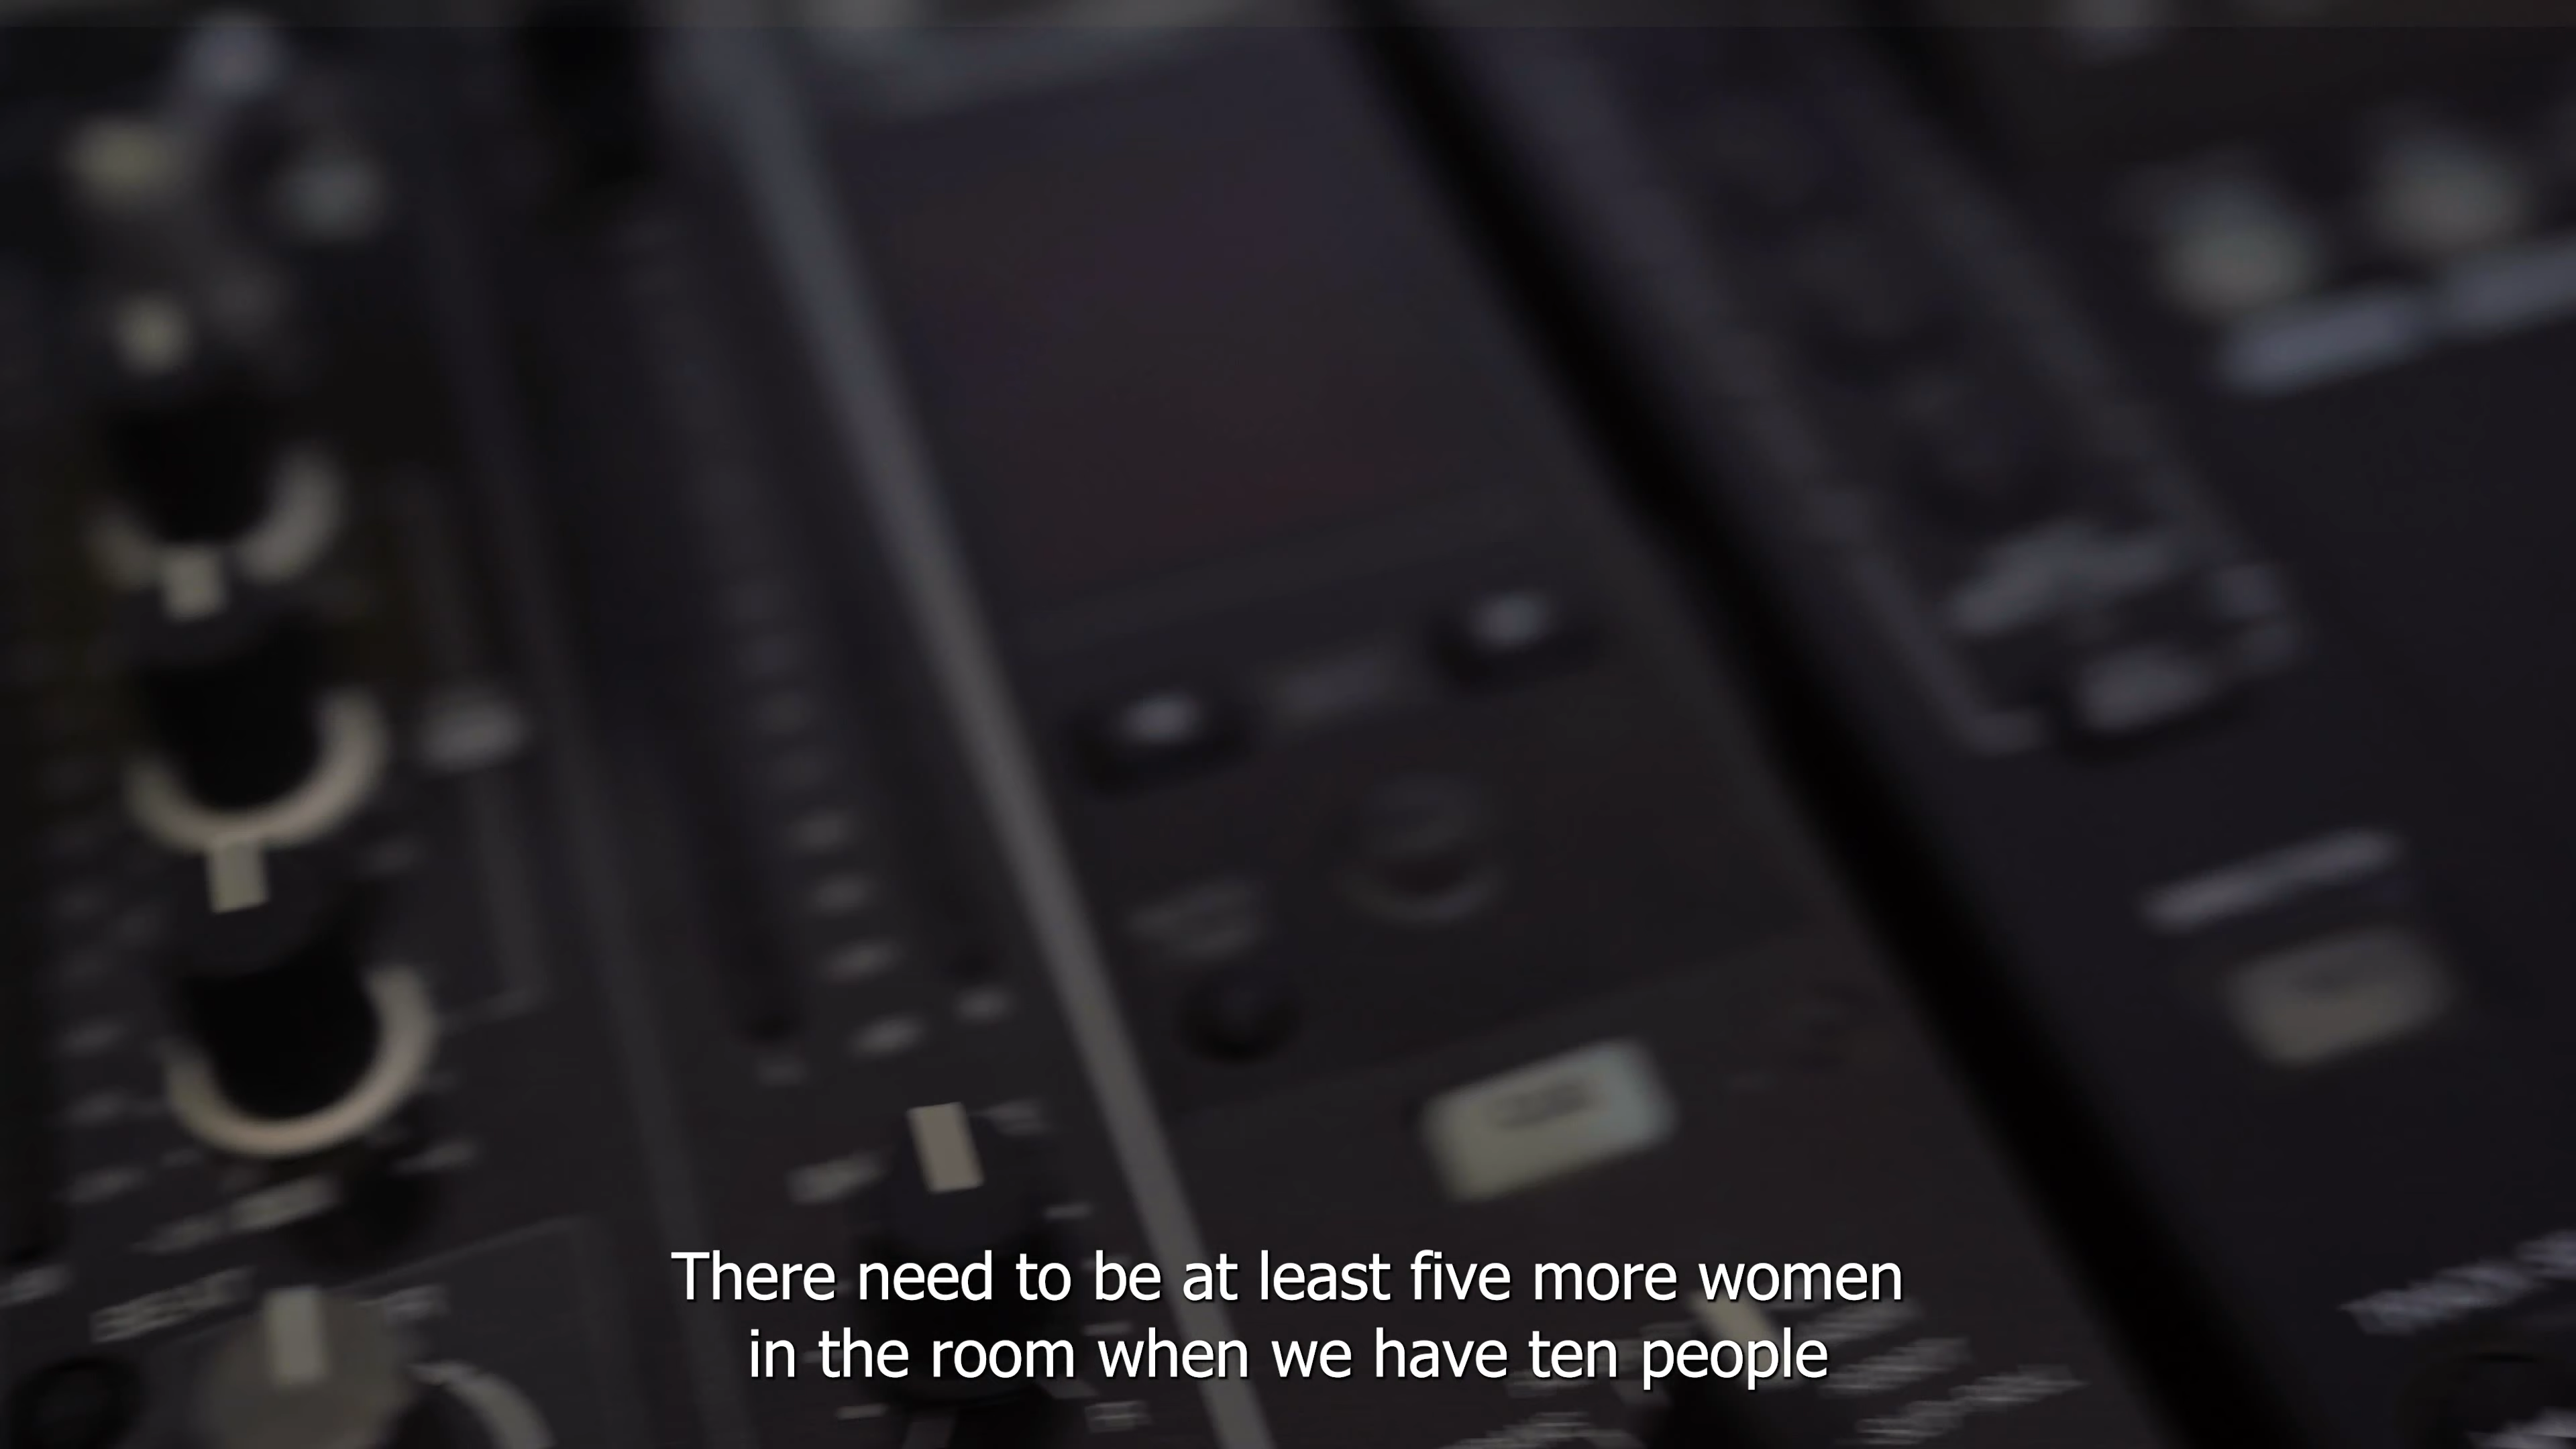 There need to be at least five more women
in the room when we have ten people